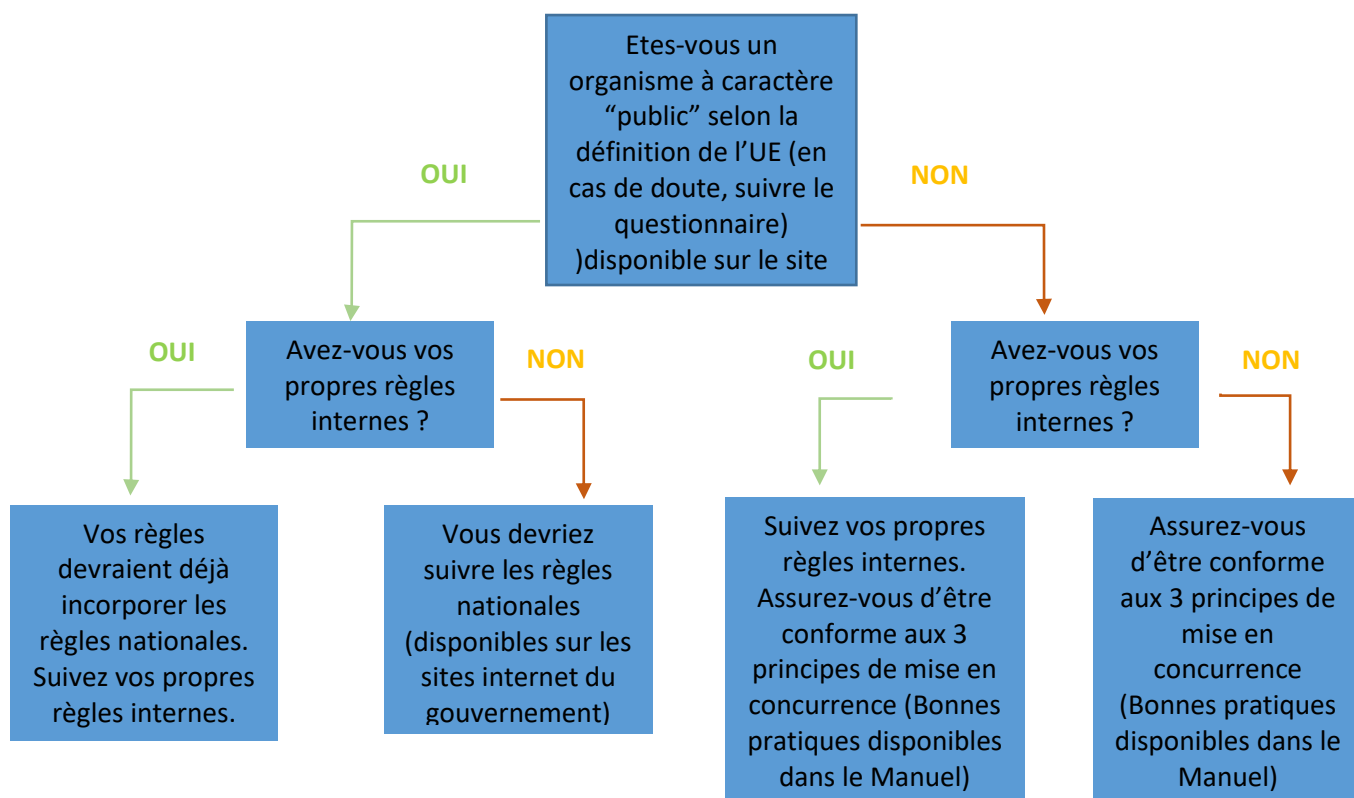 Etes-vous un
organisme à caractère
“public” selon la
définition de l’UE (en
cas de doute, suivre le
questionnaire)
)disponible sur le site
OUI
NON
OUI
Avez-vous vos
propres règles
internes ?
NON
OUI
Avez-vous vos
propres règles
internes ?
NON
Vos règles
devraient déjà
incorporer les
règles nationales.
Suivez vos propres
règles internes.
Vous devriez
suivre les règles
nationales
(disponibles sur les
sites internet du
gouvernement)
Suivez vos propres
règles internes.
Assurez-vous d’être
conforme aux 3
principes de mise en
concurrence (Bonnes
pratiques disponibles
dans le Manuel)
Assurez-vous
d’être conforme
aux 3 principes de
mise en
concurrence
(Bonnes pratiques
disponibles dans le
Manuel)